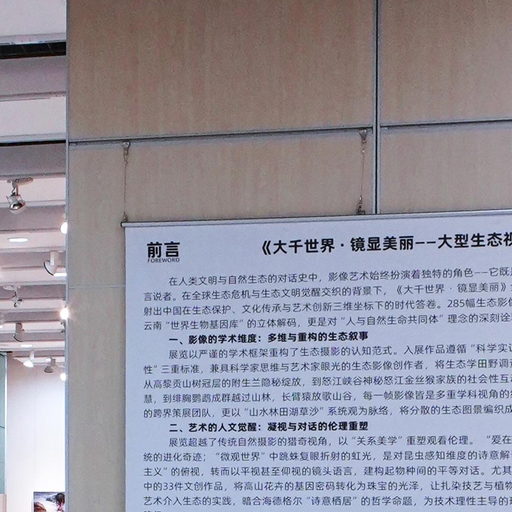 前言
FOREWORD
《大千世界·镜显美丽--大型生态视
在人类文明与自然生态的对话史中，影像艺术始终扮演着独特的角色--它既是
言说者。在全球生态危机与生态文明觉醒交织的背景下，《大千世界·镜显美丽》
射出中国在生态保护、文化传承与艺术创新三维坐标下的时代答卷。285幅生态影像
云南“世界生物基因库”的立体解码，更是对“人与自然生命共同体”理念的深刻诠
一、影像的学术维度：多维与重构的生态叙事
展览以严谨的学术框架重构了生态摄影的认知范式。入展作品遵循“科学实证
性”三重标准，兼具科学家思维与艺术家眼光的生态影像创作者，将生态学田野调
从高黎贡山树冠层的附生兰隐秘绽放，到怒江峡谷神秘怒江金丝猴家族的社会性互
慧，到绯胸鹦鹉成群越过山林，长臂猿放歌山谷，每一帧影像皆是多重学科视角的
的跨界策展团队，更以“山水林田湖草沙”系统观为脉络，将分散的生态图景编织成
二、艺术的人文觉醒：凝视与对话的伦理重塑
展览超越了传统自然摄影的猎奇视角，以“关系美学”重塑观看伦理。“爱在
统的进化奇迹；“微观世界”中跳蛛复眼折射的虹光，是对昆虫感知维度的诗意
主义”的俯视，转而以平视甚至仰视的镜头语言，建构起物种间的平等对话。尤其
中的33件文创作品，将高山花卉的基因密码转化为珠宝的光泽，让扎染技艺与植物
艺术介入生态的实践，暗合海德格尔“诗意栖居”的哲学命题，为技术理性主导的